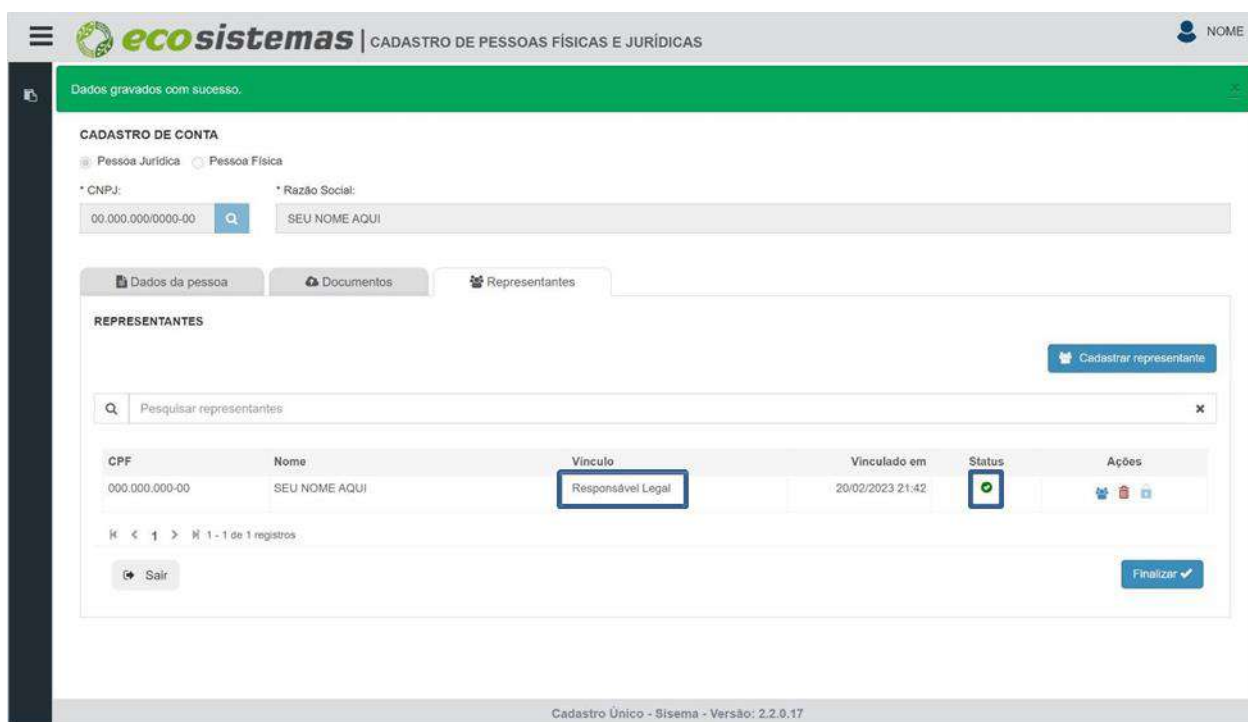 ecosistemas | CADASTRO DE PESSOAS FÍSICAS E JURÍDICAS
NOME
Dados gravados com sucesso.
CADASTRO DE CONTA
Pessoa Jurídica Pessoa Física
* CNPJ: * Razão Social:
00.000.000/0000-00 SEU NOME AQUI
Dados da pessoa Documentos Representantes
REPRESENTANTES
Cadastrar representante
Pesquisar representantes
CPF Nome Vínculo Vinculado em Status Ações
000.000.000-00 SEU NOME AQUI Responsável Legal 20/02/2023 21:42
1 1 - 1 de 1 registros
Sair Finalizar
Cadastro Único - Sisema - Versão: 2.2.0.17